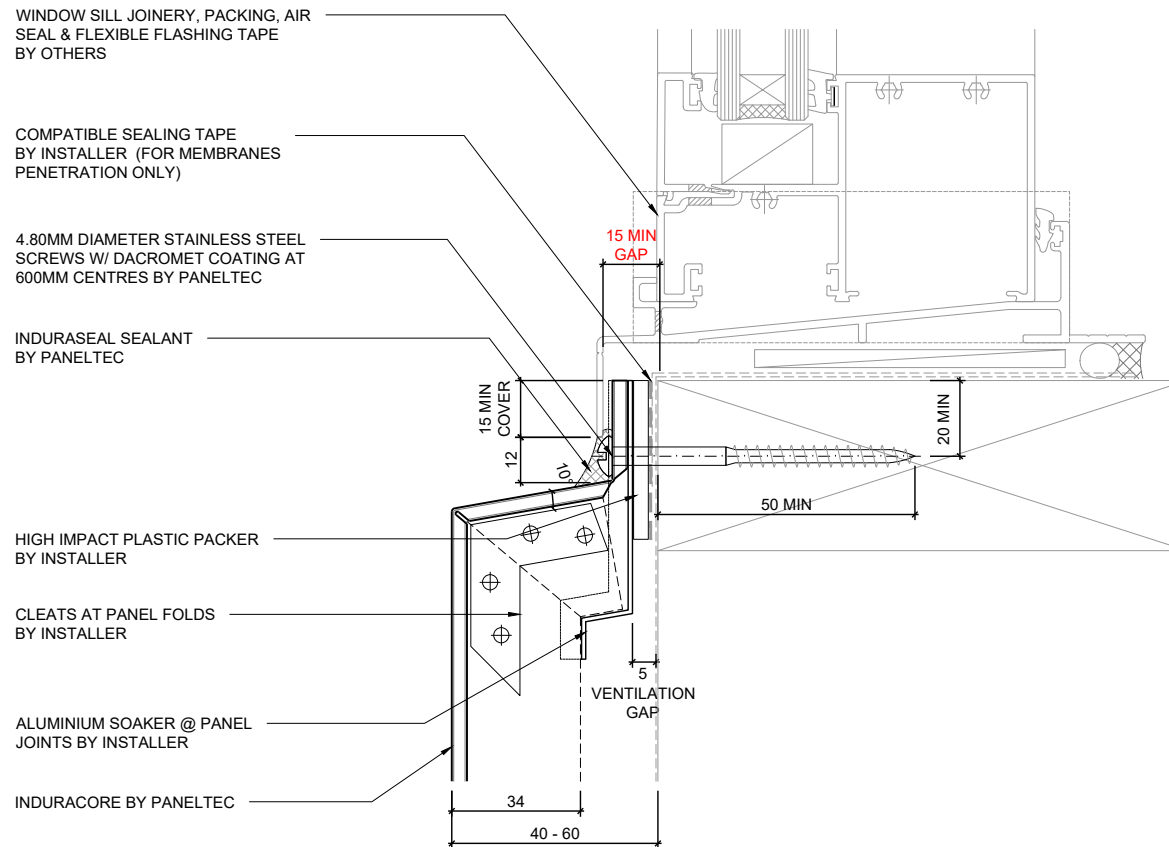 WINDOW SILL JOINERY, PACKING, AIR
SEAL & FLEXIBLE FLASHING TAPE
BY OTHERS
COMPATIBLE SEALING TAPE
BY INSTALLER (FOR MEMBRANES
PENETRATION ONLY)
4.80MM DIAMETER STAINLESS STEEL
SCREWS W/ DACROMET COATING AT
600MM CENTRES BY PANELTEC
INDURASEAL SEALANT
BY PANELTEC
HIGH IMPACT PLASTIC PACKER
BY INSTALLER
CLEATS AT PANEL FOLDS
BY INSTALLER
ALUMINIUM SOAKER @ PANEL
JOINTS BY INSTALLER
INDURACORE BY PANELTEC
15 MIN
GAP
15 MIN
COVER
12
10°
20 MIN
50 MIN
5
VENTILATION
GAP
34
40 - 60